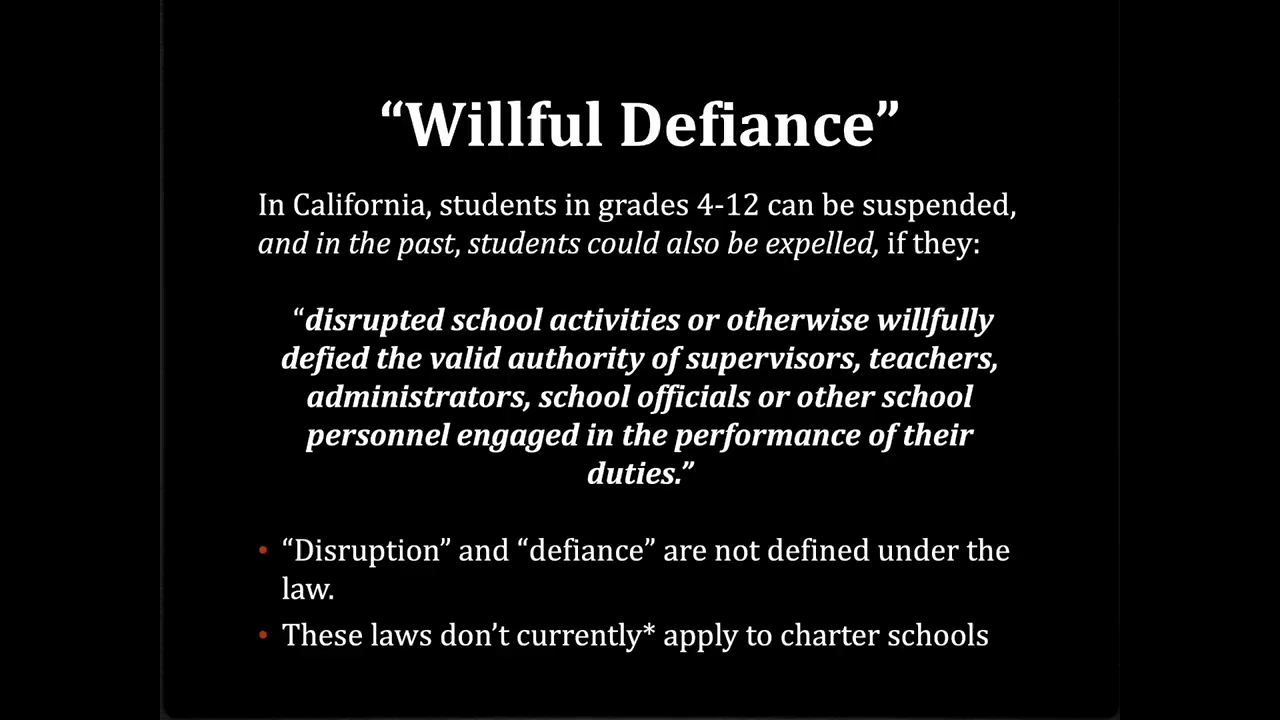 “Willful Defiance”
In California, students in grades 4-12 can be suspended,
and in the past, students could also be expelled, if they:
“disrupted school activities or otherwise willfully
defied the valid authority of supervisors, teachers,
administrators, school officials or other school
personnel engaged in the performance of their
duties.”
• “Disruption” and “defiance” are not defined under the
law.
• These laws don’t currently* apply to charter schools